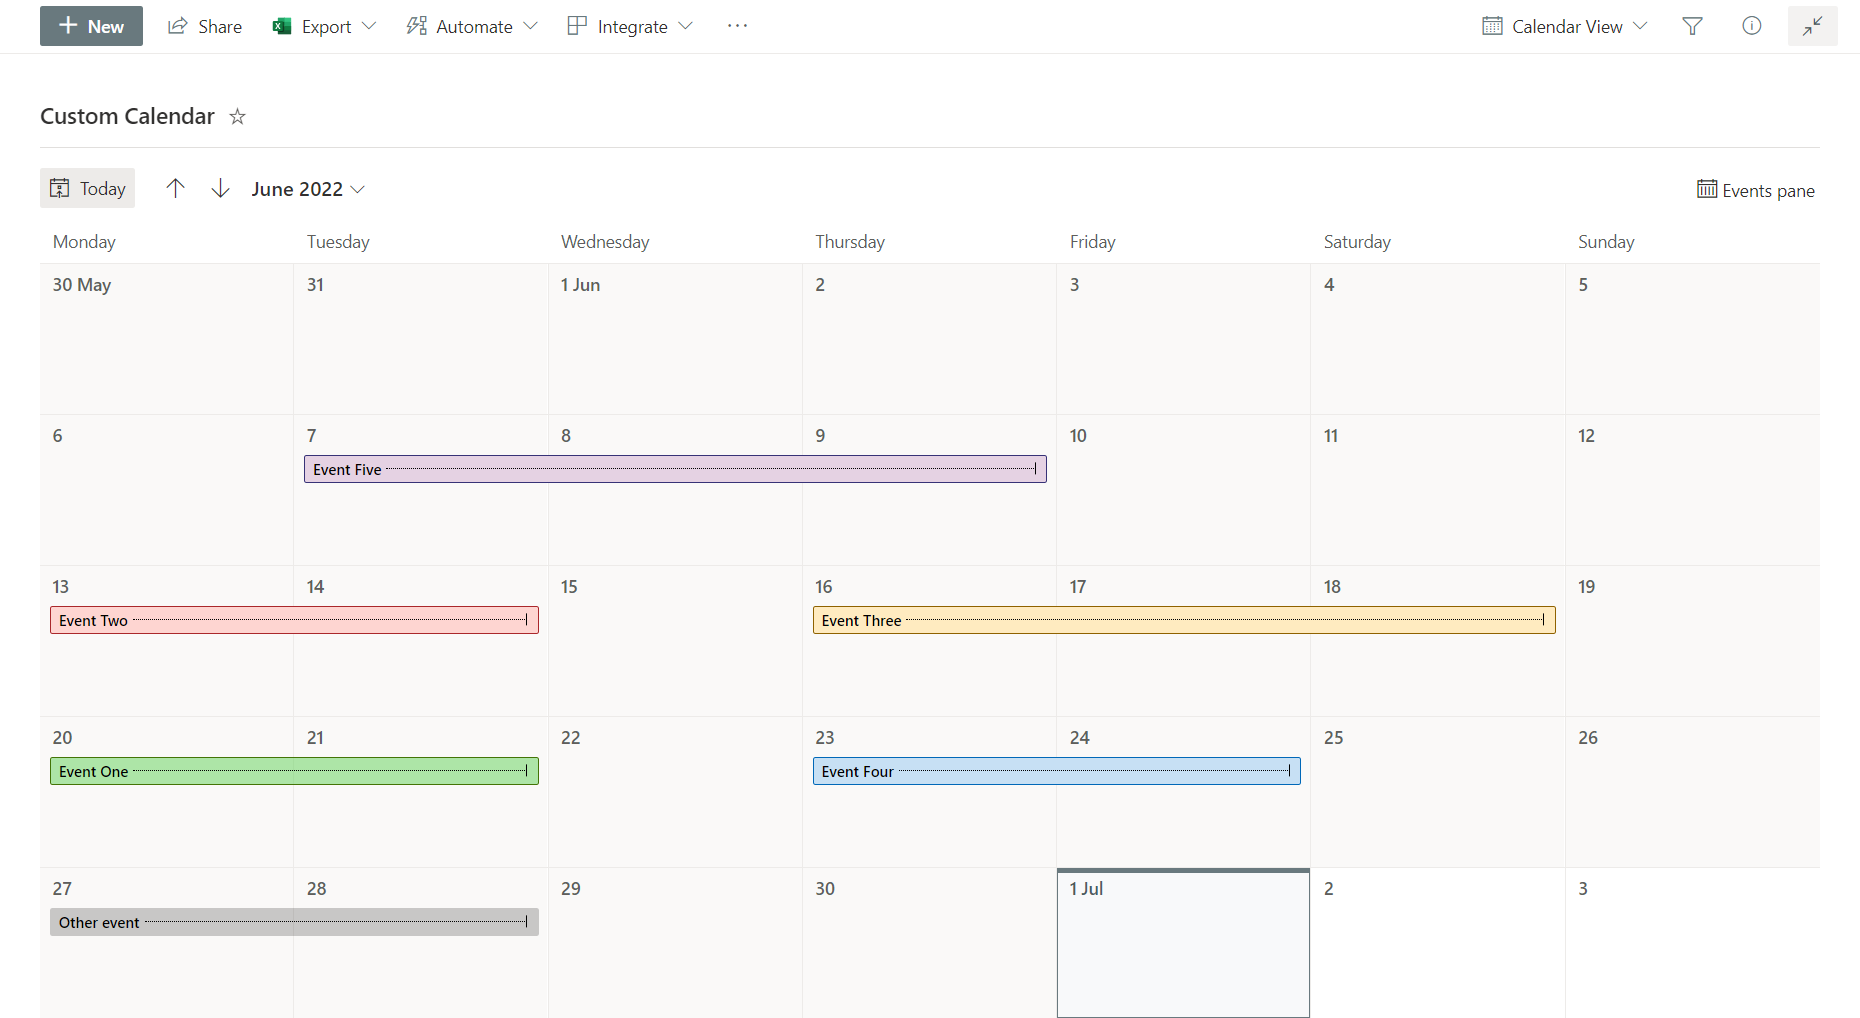 New Share Export Automate Integrate ··· Calendar View
Custom Calendar
Today June 2022 Events pane
Monday Tuesday Wednesday Thursday Friday Saturday Sunday
30 May 31 1 Jun 2 3 4 5
6 7 8 9 10 11 12
Event Five
13 14 15 16 17 18 19
Event Two Event Three
20 21 22 23 24 25 26
Event One Event Four
27 28 29 30 1 Jul 2 3
Other event